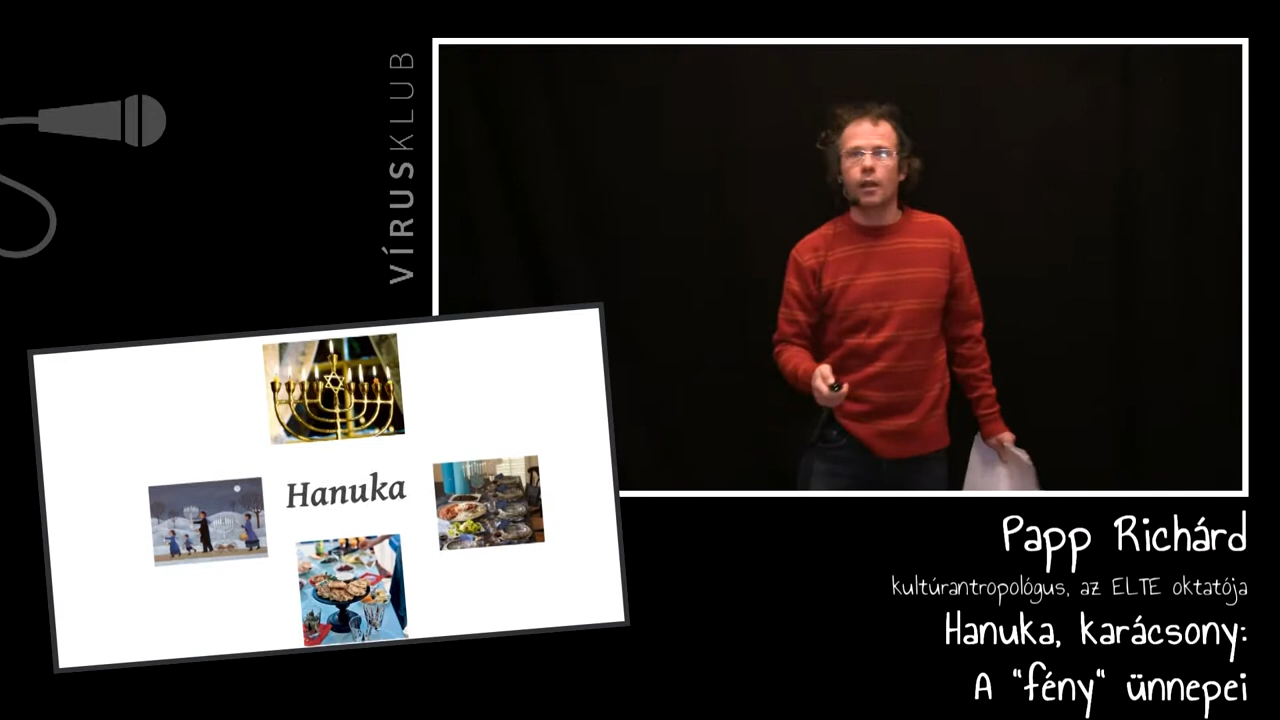 VÍRUSKLUB
Hanuka
Papp Richárd
kultúrantropológus, az ELTE oktatója
Hanuka, karácsony:
A "fény" ünnepei